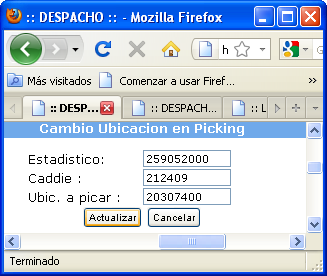 :: DESPACHO :: - Mozilla Firefox
h
Más visitados Comenzar a usar Firef...
:: DESP... :: DESPACH... :: L
Cambio Ubicacion en Picking
Estadistico: 259052000
Caddie : 212409
Ubic. a picar : 20307400
Actualizar Cancelar
Terminado